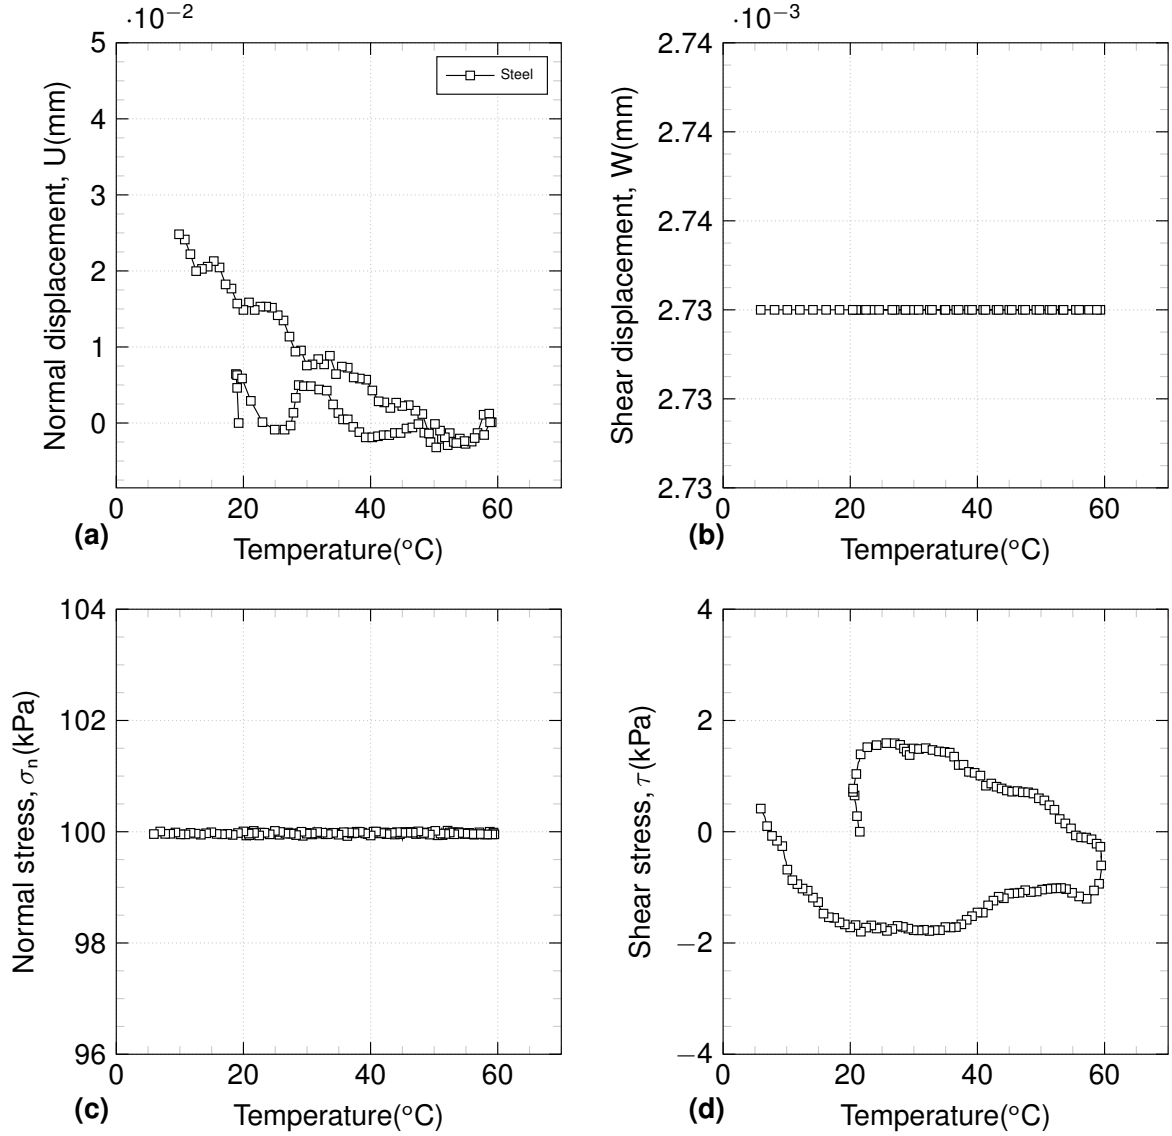 ·10−2
5
4
3
2
1
0
0 20 40 60
Normal displacement, U(mm)
Temperature(°C)
Steel
(a)
·10−3
2.74
2.74
2.74
2.73
2.73
2.73
0 20 40 60
Shear displacement, W(mm)
Temperature(°C)
(b)
104
102
100
98
96
0 20 40 60
Normal stress, σn(kPa)
Temperature(°C)
(c)
4
2
0
−2
−4
0 20 40 60
Shear stress, τ(kPa)
Temperature(°C)
(d)